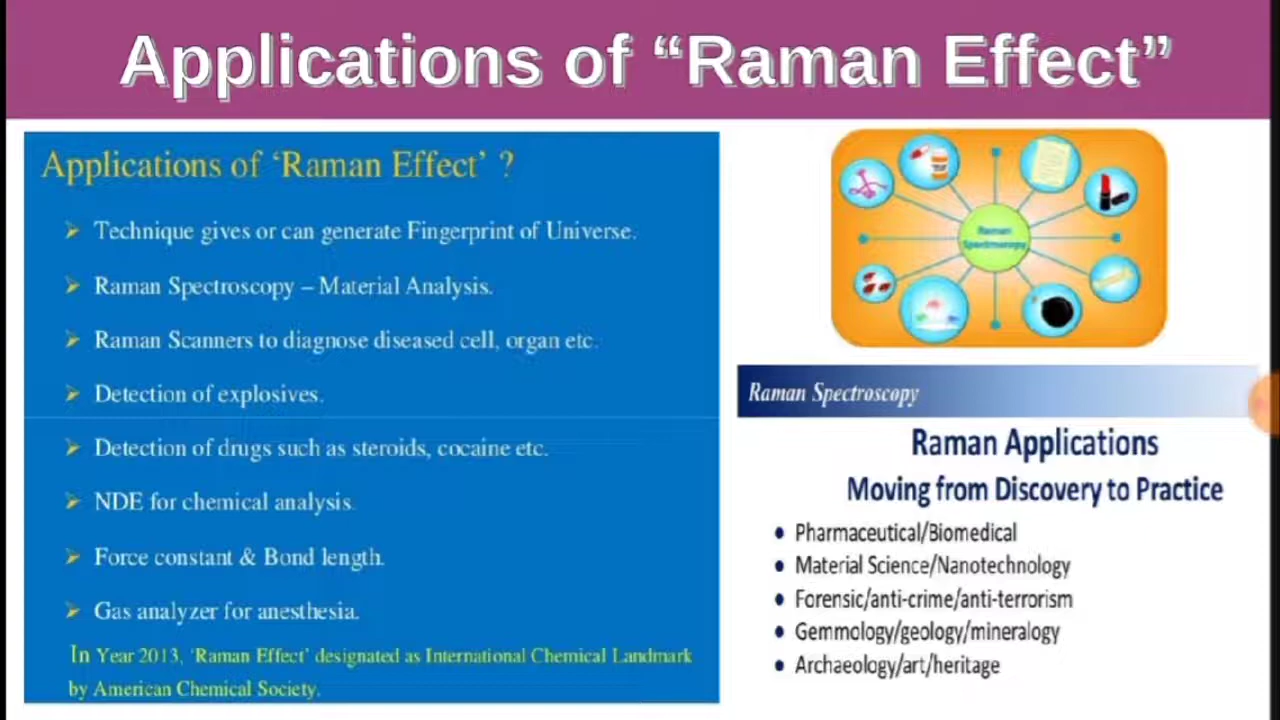 Applications of “Raman Effect”
Applications of ‘Raman Effect’ ?
➢ Technique gives or can generate Fingerprint of Universe.
➢ Raman Spectroscopy – Material Analysis.
➢ Raman Scanners to diagnose diseased cell, organ etc.
➢ Detection of explosives.
➢ Detection of drugs such as steroids, cocaine etc.
➢ NDE for chemical analysis.
➢ Force constant & Bond length.
➢ Gas analyzer for anesthesia.
In Year 2013, ‘Raman Effect’ designated as International Chemical Landmark
by American Chemical Society.
Raman
Spectroscopy
Raman Spectroscopy
Raman Applications
Moving from Discovery to Practice
• Pharmaceutical/Biomedical
• Material Science/Nanotechnology
• Forensic/anti-crime/anti-terrorism
• Gemmology/geology/mineralogy
• Archaeology/art/heritage